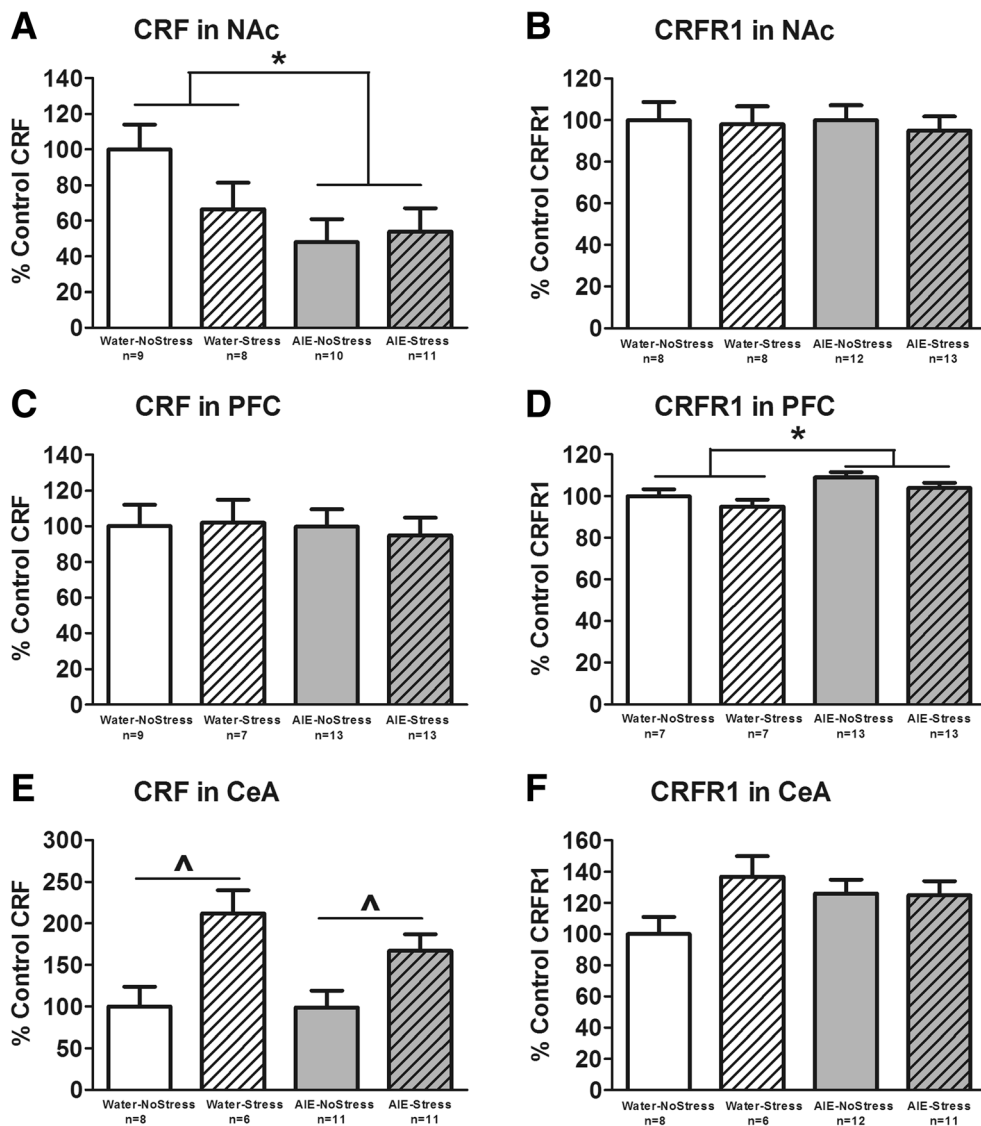 A CRF in NAc
*
% Control CRF
140
120
100
80
60
40
20
0
Water-NoStress Water-Stress AIE-NoStress AIE-Stress
n=9 n=8 n=10 n=11
B CRFR1 in NAc
% Control CRFR1
120
100
80
60
40
20
0
Water-NoStress Water-Stress AIE-NoStress AIE-Stress
n=8 n=8 n=12 n=13
C CRF in PFC
% Control CRF
140
120
100
80
60
40
20
0
Water-NoStress Water-Stress AIE-NoStress AIE-Stress
n=9 n=7 n=13 n=13
D CRFR1 in PFC
*
% Control CRFR1
120
100
80
60
40
20
0
Water-NoStress Water-Stress AIE-NoStress AIE-Stress
n=7 n=7 n=13 n=13
E CRF in CeA
^ ^
% Control CRF
300
250
200
150
100
50
0
Water-NoStress Water-Stress AIE-NoStress AIE-Stress
n=8 n=6 n=11 n=11
F CRFR1 in CeA
% Control CRFR1
160
140
120
100
80
60
40
20
0
Water-NoStress Water-Stress AIE-NoStress AIE-Stress
n=8 n=6 n=12 n=11